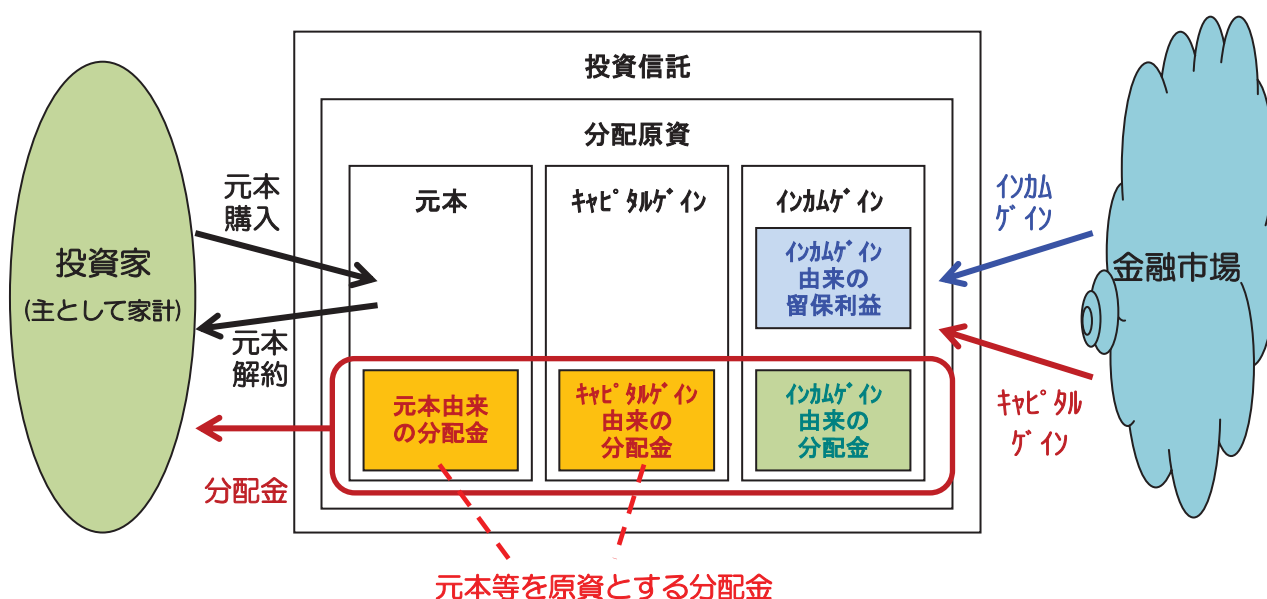 投資信託
分配原資
元本
購入
元本
ｷｬﾋﾟﾀﾙｹﾞｲﾝ
ｲﾝｶﾑｹﾞｲﾝ
ｲﾝｶﾑ
ｹﾞｲﾝ
投資家
(主として家計)
ｲﾝｶﾑｹﾞｲﾝ
由来の
留保利益
金融市場
元本
解約
元本由来
の分配金
ｷｬﾋﾟﾀﾙｹﾞｲﾝ
由来の
分配金
ｲﾝｶﾑｹﾞｲﾝ
由来の
分配金
ｷｬﾋﾟﾀﾙ
ｹﾞｲﾝ
分配金
元本等を原資とする分配金